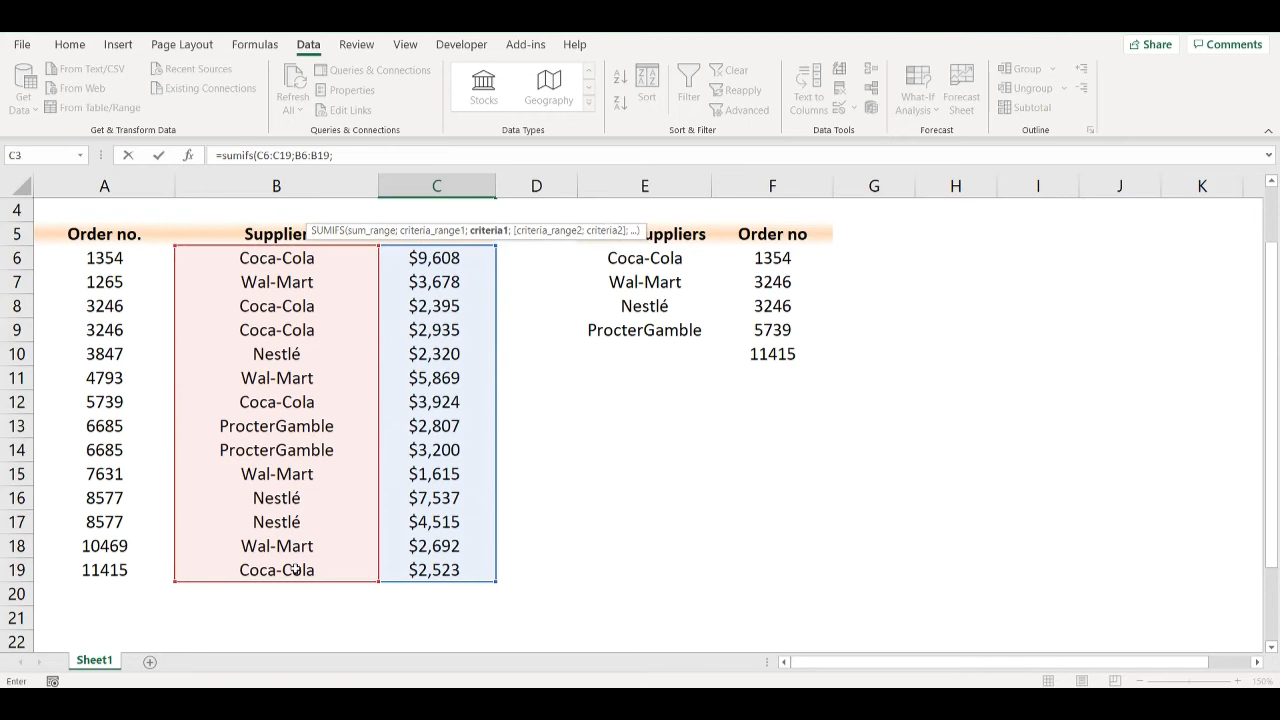 File Home Insert Page Layout Formulas Data Review View Developer Add-ins Help Share Comments
From Text/CSV Recent Sources Queries & Connections Clear Group
Get Data From Web Existing Connections Refresh All Properties Stocks Geography Sort Filter Reapply Text to Columns What-If Analysis Forecast Sheet Ungroup
From Table/Range Edit Links Advanced Subtotal
Get & Transform Data Queries & Connections Data Types Sort & Filter Data Tools Forecast Outline
C3 fx =sumifs(C6:C19;B6:B19;
A B C D E F G H I J K
4
SUMIFS(sum_range; criteria_range1; criteria1; [criteria_range2; criteria2]; ...)
5 Order no. Supplier uppliers Order no
6 1354 Coca-Cola $9,608 Coca-Cola 1354
7 1265 Wal-Mart $3,678 Wal-Mart 3246
8 3246 Coca-Cola $2,395 Nestlé 3246
9 3246 Coca-Cola $2,935 ProcterGamble 5739
10 3847 Nestlé $2,320 11415
11 4793 Wal-Mart $5,869
12 5739 Coca-Cola $3,924
13 6685 ProcterGamble $2,807
14 6685 ProcterGamble $3,200
15 7631 Wal-Mart $1,615
16 8577 Nestlé $7,537
17 8577 Nestlé $4,515
18 10469 Wal-Mart $2,692
19 11415 Coca-Cola $2,523
20
21
22
Sheet1
Enter 150%